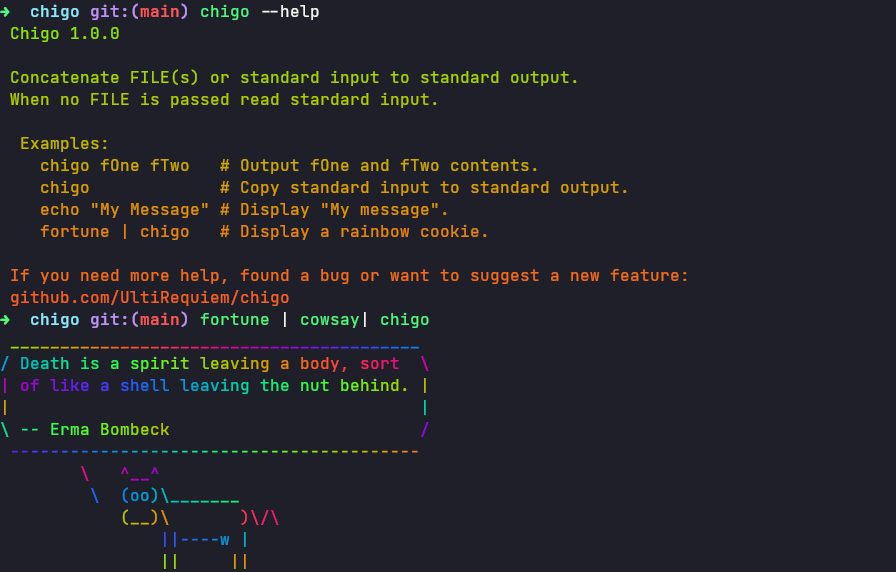 ➜  chigo git:(main) chigo --help
 Chigo 1.0.0

 Concatenate FILE(s) or standard input to standard output.
 When no FILE is passed read stardard input.

  Examples:
    chigo fOne fTwo   # Output fOne and fTwo contents.
    chigo             # Copy standard input to standard output.
    echo "My Message" # Display "My message".
    fortune | chigo   # Display a rainbow cookie.

 If you need more help, found a bug or want to suggest a new feature:
 github.com/UltiRequiem/chigo
➜  chigo git:(main) fortune | cowsay| chigo
 _________________________________________
/ Death is a spirit leaving a body, sort  \
| of like a shell leaving the nut behind. |
|                                         |
\ -- Erma Bombeck                         /
 -----------------------------------------
        \   ^__^
         \  (oo)\_______
            (__)\       )\/\
                ||----w |
                ||     ||